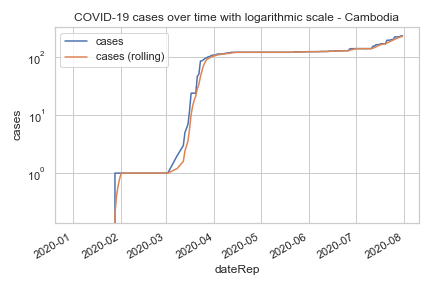 COVID-19 cases over time with logarithmic scale - Cambodia
cases
cases (rolling)
10²
10¹
10⁰
cases
2020-01
2020-02
2020-03
2020-04
2020-05
2020-06
2020-07
2020-08
dateRep